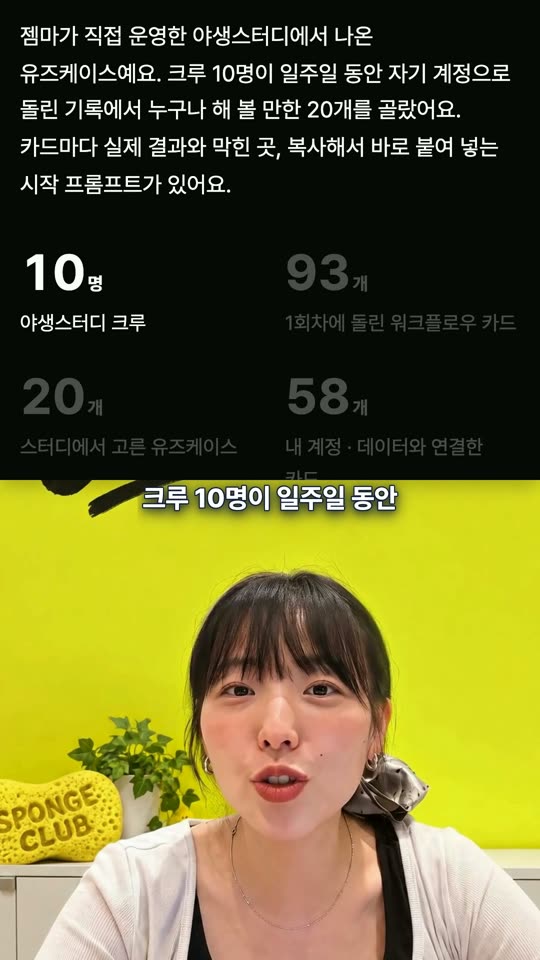 젬마가 직접 운영한 야생스터디에서 나온
유즈케이스예요. 크루 10명이 일주일 동안 자기 계정으로
돌린 기록에서 누구나 해 볼 만한 20개를 골랐어요.
카드마다 실제 결과와 막힌 곳, 복사해서 바로 붙여 넣는
시작 프롬프트가 있어요.
10명
93개
야생스터디 크루
1회차에 돌린 워크플로우 카드
20개
58개
스터디에서 고른 유즈케이스
내 계정 · 데이터와 연결한
카드
크루 10명이 일주일 동안
SPONGE
CLUB